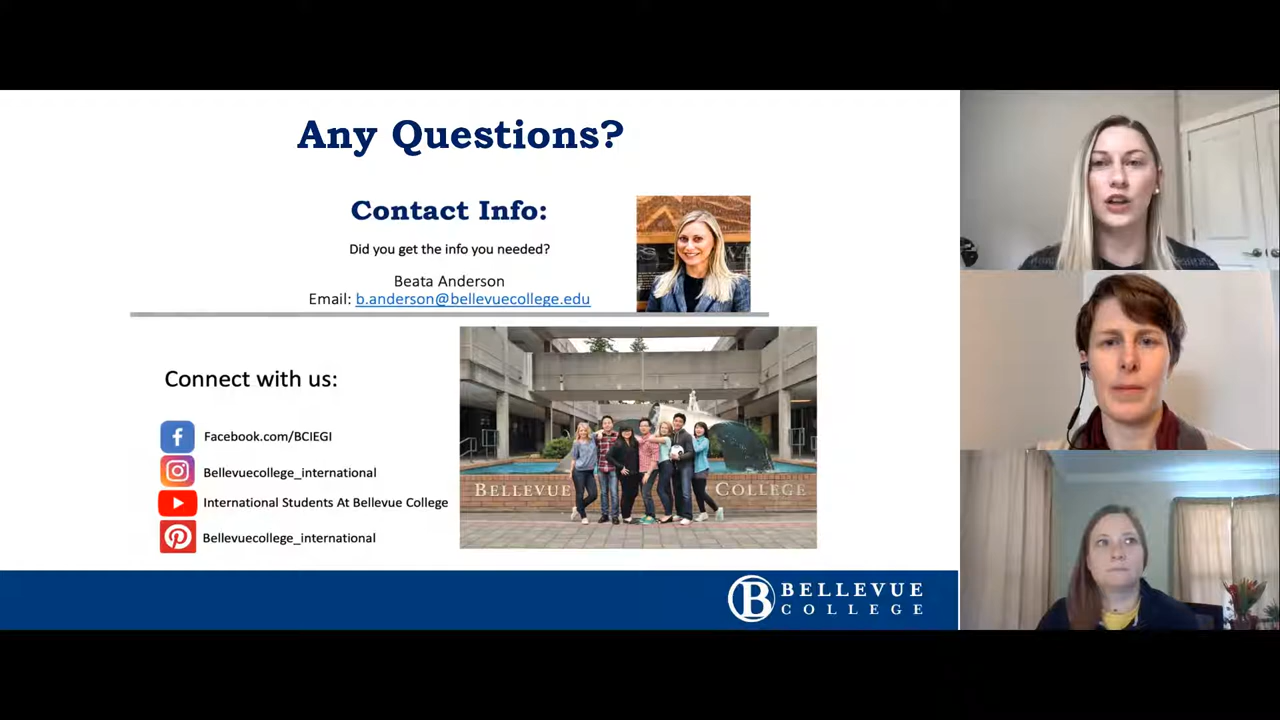 Any Questions?
Contact Info:
Did you get the info you needed?
Beata Anderson
Email: b.anderson@bellevuecollege.edu
Connect with us:
Facebook.com/BCIEGI
Bellevuecollege_international
International Students At Bellevue College
Bellevuecollege_international
BELLEVUE COLLEGE
B BELLEVUE
COLLEGE